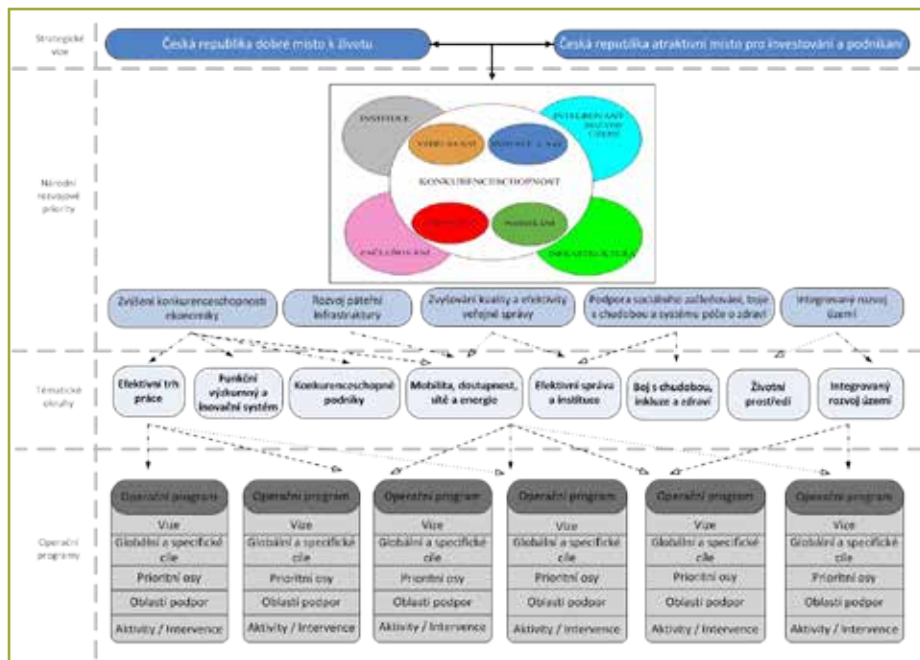 Strategické
vize
Česká republika dobré místo k životu
Česká republika atraktivní místo pro investování a podnikání
Národní
rozvojové
priority
INSTITUCE
INTEGROVANÝ
KONKURENCESCHOPNOST
INFRASTRUKTURA
Zvýšení konkurenceschopnosti
ekonomiky
Rozvoj páteřní
infrastruktury
Zvyšování kvality a efektivity
veřejné správy
Podpora sociálního začleňování, boje
s chudobou a systému péče o zdraví
Integrovaný rozvoj
území
Tématické
okruhy
Efektivní trh
práce
Funkční
výzkumný a
inovační systém
Konkurenceschopné
podniky
Mobilita, dostupnost,
sítě a energie
Efektivní správa
a instituce
Boj s chudobou,
inkluze a zdraví
Životní
prostředí
Integrovaný
rozvoj území
Operační
programy
Operační program
Vize
Globální a specifické
cíle
Prioritní osy
Oblasti podpor
Aktivity / Intervence
Operační program
Vize
Globální a specifické
cíle
Prioritní osy
Oblasti podpor
Aktivity / Intervence
Operační program
Vize
Globální a specifické
cíle
Prioritní osy
Oblasti podpor
Aktivity / Intervence
Operační program
Vize
Globální a specifické
cíle
Prioritní osy
Oblasti podpor
Aktivity / Intervence
Operační program
Vize
Globální a specifické
cíle
Prioritní osy
Oblasti podpor
Aktivity / Intervence
Operační program
Vize
Globální a specifické
cíle
Prioritní osy
Oblasti podpor
Aktivity / Intervence